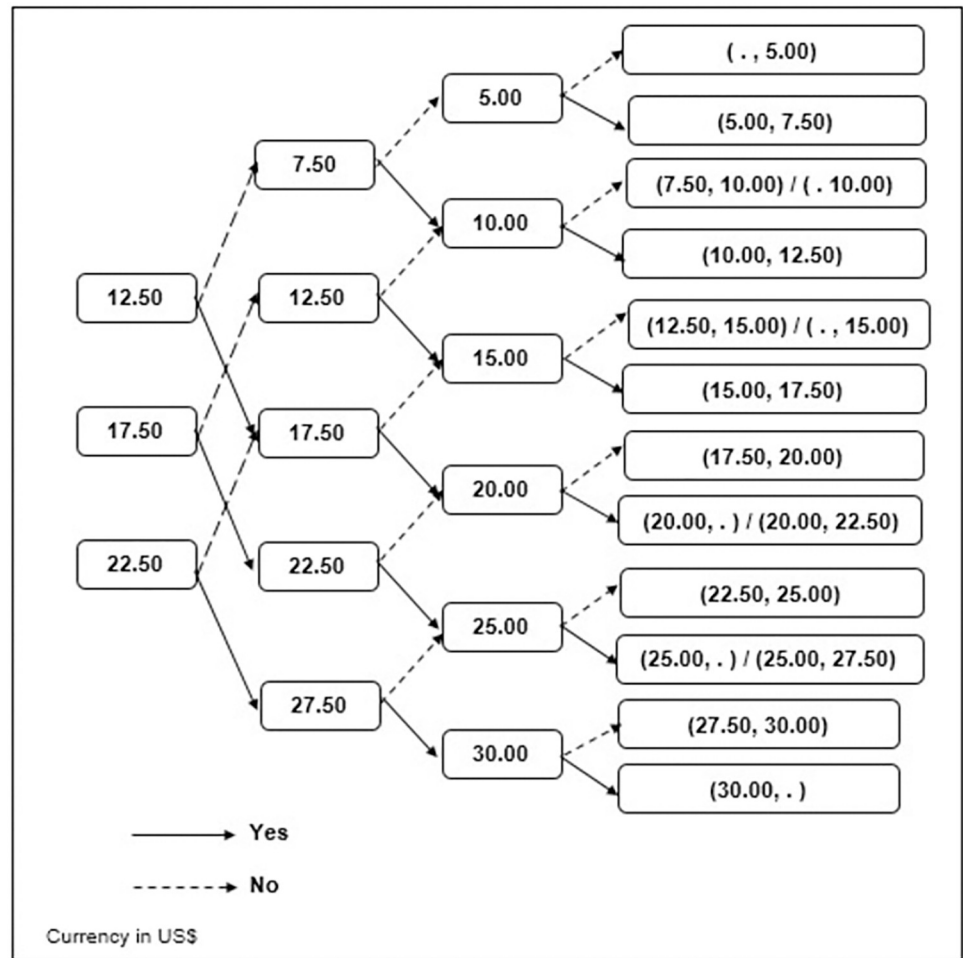 ( . , 5.00)
5.00
(5.00, 7.50)
7.50
(7.50, 10.00) / ( . 10.00)
10.00
(10.00, 12.50)
12.50
12.50
(12.50, 15.00) / ( . , 15.00)
15.00
(15.00, 17.50)
17.50
17.50
(17.50, 20.00)
20.00
(20.00, . ) / (20.00, 22.50)
22.50
22.50
(22.50, 25.00)
25.00
(25.00, . ) / (25.00, 27.50)
27.50
(27.50, 30.00)
30.00
(30.00, . )
Yes
No
Currency in US$